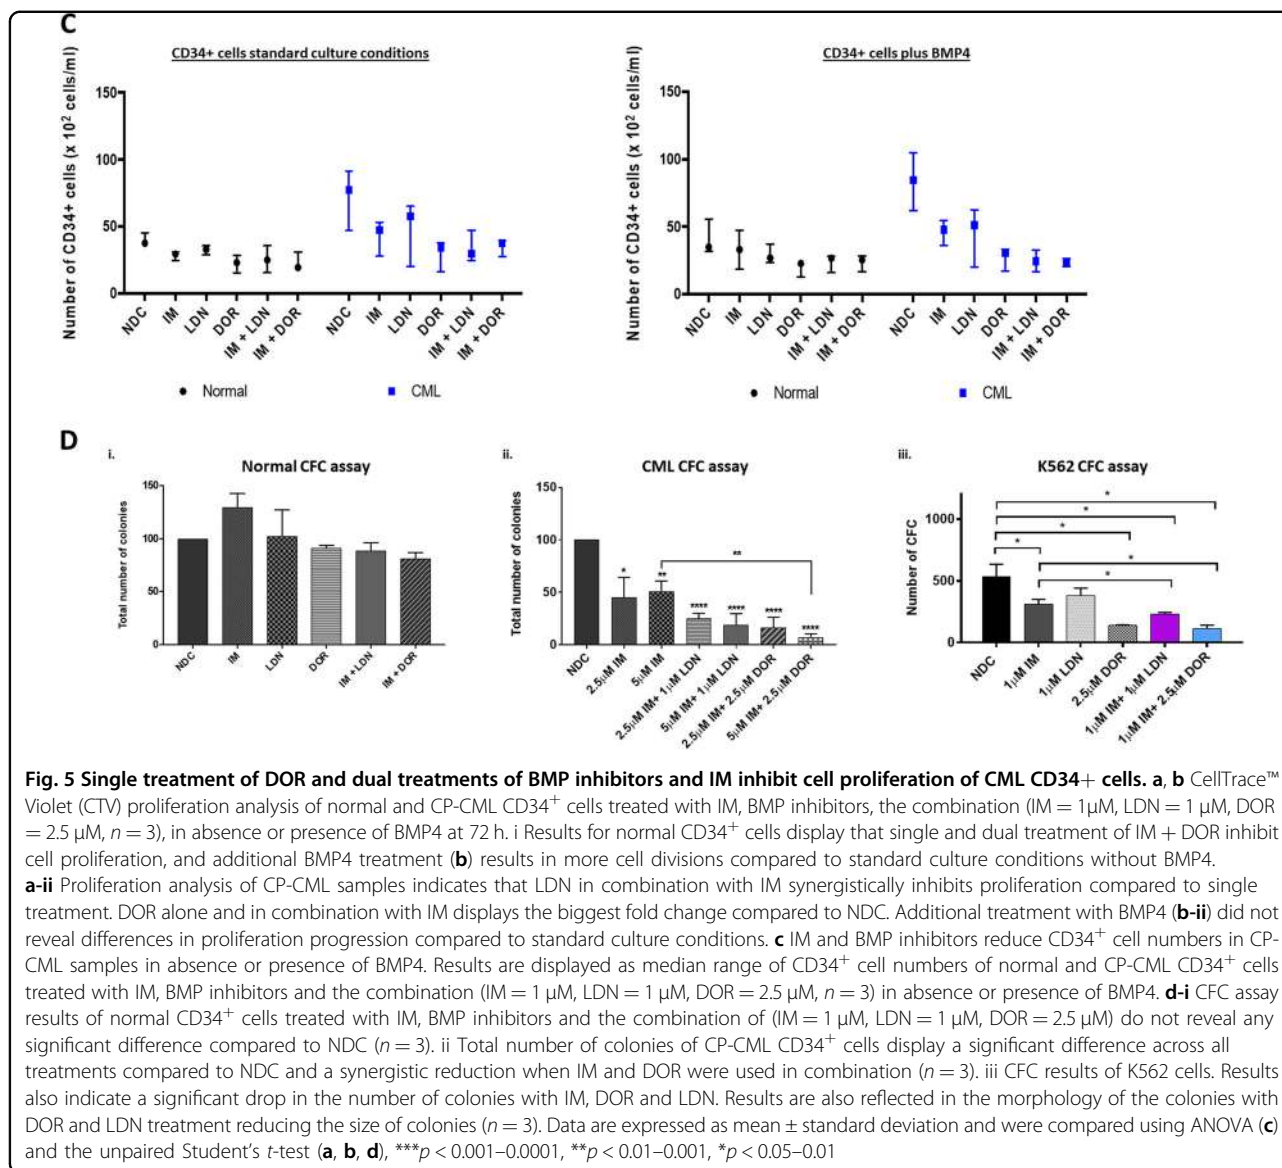 C
CD34+ cells standard culture conditions
CD34+ cells plus BMP4
Number of CD34+ cells (x 10² cells/ml)
150
100
50
0
NDC
IM
LDN
DOR
IM + LDN
IM + DOR
NDC
IM
LDN
DOR
IM + LDN
IM + DOR
Normal
CML
Number of CD34+ cells (x 10² cells/ml)
150
100
50
0
NDC
IM
LDN
DOR
IM + LDN
IM + DOR
NDC
IM
LDN
DOR
IM + LDN
IM + DOR
Normal
CML
D
i.
Normal CFC assay
Total number of colonies
150
100
50
0
NDC
IM
LDN
DOR
IM + LDN
IM + DOR
ii.
CML CFC assay
Total number of colonies
150
100
50
0
*
**
****
****
****
****
**
NDC
2.5µM IM
5µM IM
2.5µM IM+ 1µM LDN
5µM IM+ 1µM LDN
2.5µM IM+ 2.5µM DOR
5µM IM+ 2.5µM DOR
iii.
K562 CFC assay
Number of CFC
1000
500
0
*
*
*
*
*
*
NDC
1µM IM
1µM LDN
2.5µM DOR
1µM IM+ 1µM LDN
1µM IM+ 2.5µM DOR
Fig. 5 Single treatment of DOR and dual treatments of BMP inhibitors and IM inhibit cell proliferation of CML CD34+ cells. a, b CellTrace™
Violet (CTV) proliferation analysis of normal and CP-CML CD34⁺ cells treated with IM, BMP inhibitors, the combination (IM = 1µM, LDN = 1 µM, DOR
= 2.5 µM, n = 3), in absence or presence of BMP4 at 72 h. i Results for normal CD34⁺ cells display that single and dual treatment of IM + DOR inhibit
cell proliferation, and additional BMP4 treatment (b) results in more cell divisions compared to standard culture conditions without BMP4.
a-ii Proliferation analysis of CP-CML samples indicates that LDN in combination with IM synergistically inhibits proliferation compared to single
treatment. DOR alone and in combination with IM displays the biggest fold change compared to NDC. Additional treatment with BMP4 (b-ii) did not
reveal differences in proliferation progression compared to standard culture conditions. c IM and BMP inhibitors reduce CD34⁺ cell numbers in CP-
CML samples in absence or presence of BMP4. Results are displayed as median range of CD34⁺ cell numbers of normal and CP-CML CD34⁺ cells
treated with IM, BMP inhibitors and the combination (IM = 1 µM, LDN = 1 µM, DOR = 2.5 µM, n = 3) in absence or presence of BMP4. d-i CFC assay
results of normal CD34⁺ cells treated with IM, BMP inhibitors and the combination of (IM = 1 µM, LDN = 1 µM, DOR = 2.5 µM) do not reveal any
significant difference compared to NDC (n = 3). ii Total number of colonies of CP-CML CD34⁺ cells display a significant difference across all
treatments compared to NDC and a synergistic reduction when IM and DOR were used in combination (n = 3). iii CFC results of K562 cells. Results
also indicate a significant drop in the number of colonies with IM, DOR and LDN. Results are also reflected in the morphology of the colonies with
DOR and LDN treatment reducing the size of colonies (n = 3). Data are expressed as mean ± standard deviation and were compared using ANOVA (c)
and the unpaired Student's t-test (a, b, d), ***p < 0.001–0.0001, **p < 0.01–0.001, *p < 0.05–0.01